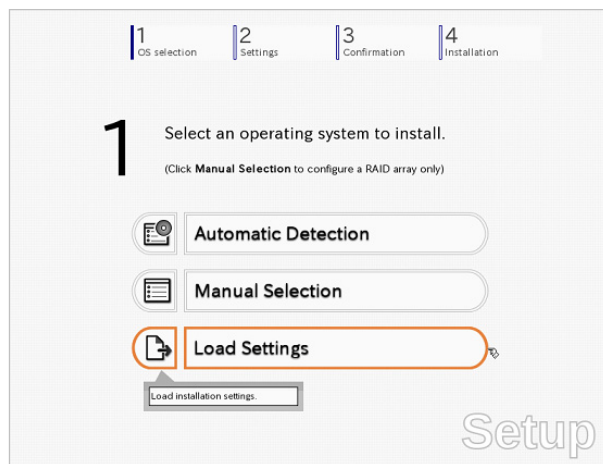 1
OS selection
2
Settings
3
Confirmation
4
Installation
1
Select an operating system to install.
(Click Manual Selection to configure a RAID array only)
Automatic Detection
Manual Selection
Load Settings
Load installation settings.
Setup